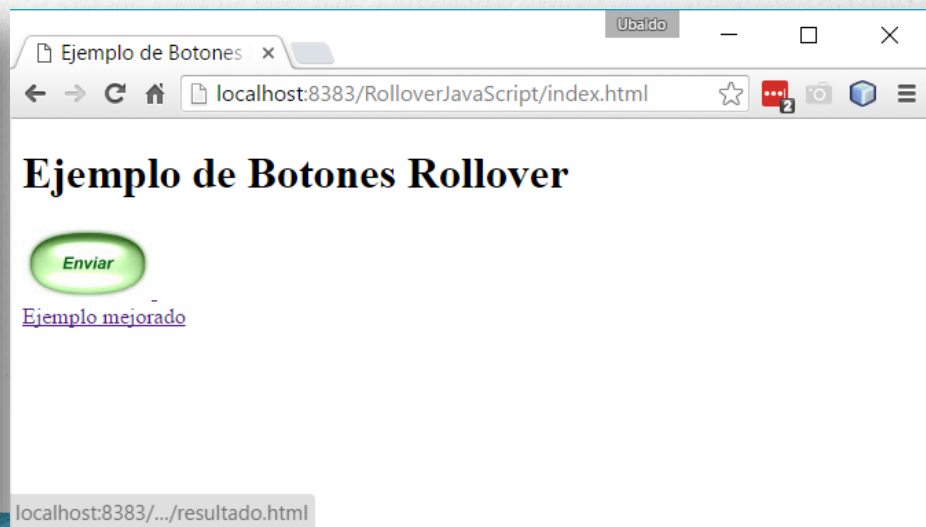 Ubaldo
Ejemplo de Botones
localhost:8383/RolloverJavaScript/index.html
2
Ejemplo de Botones Rollover
Enviar
Ejemplo mejorado
localhost:8383/.../resultado.html